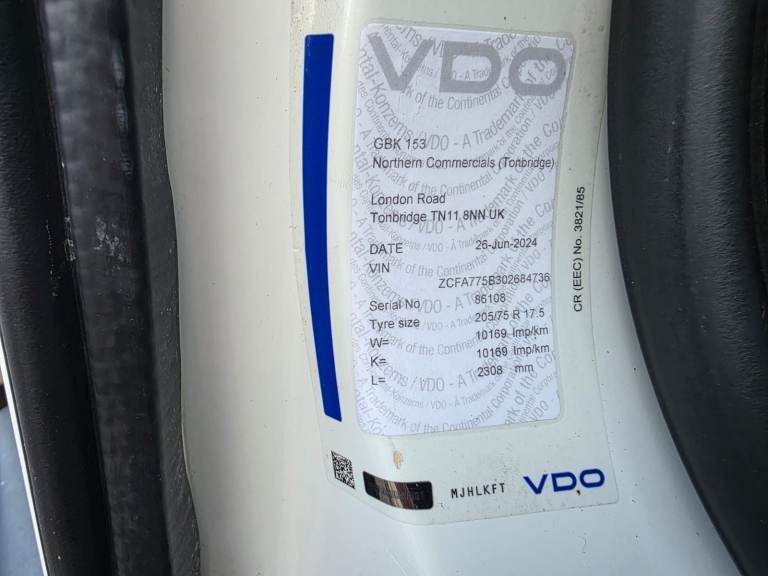 VDO
GBK 153
Northern Commercials (Tonbridge)
London Road
Tonbridge TN11 8NN UK
DATE 26-Jun-2024
VIN ZCFA775B302684736
Serial No 86108
Tyre size 205/75 R 17.5
W= 10169 Imp/km
K= 10169 Imp/km
L= 2308 mm
CR (EEC) No. 3821/85
MJHLKFT VDO